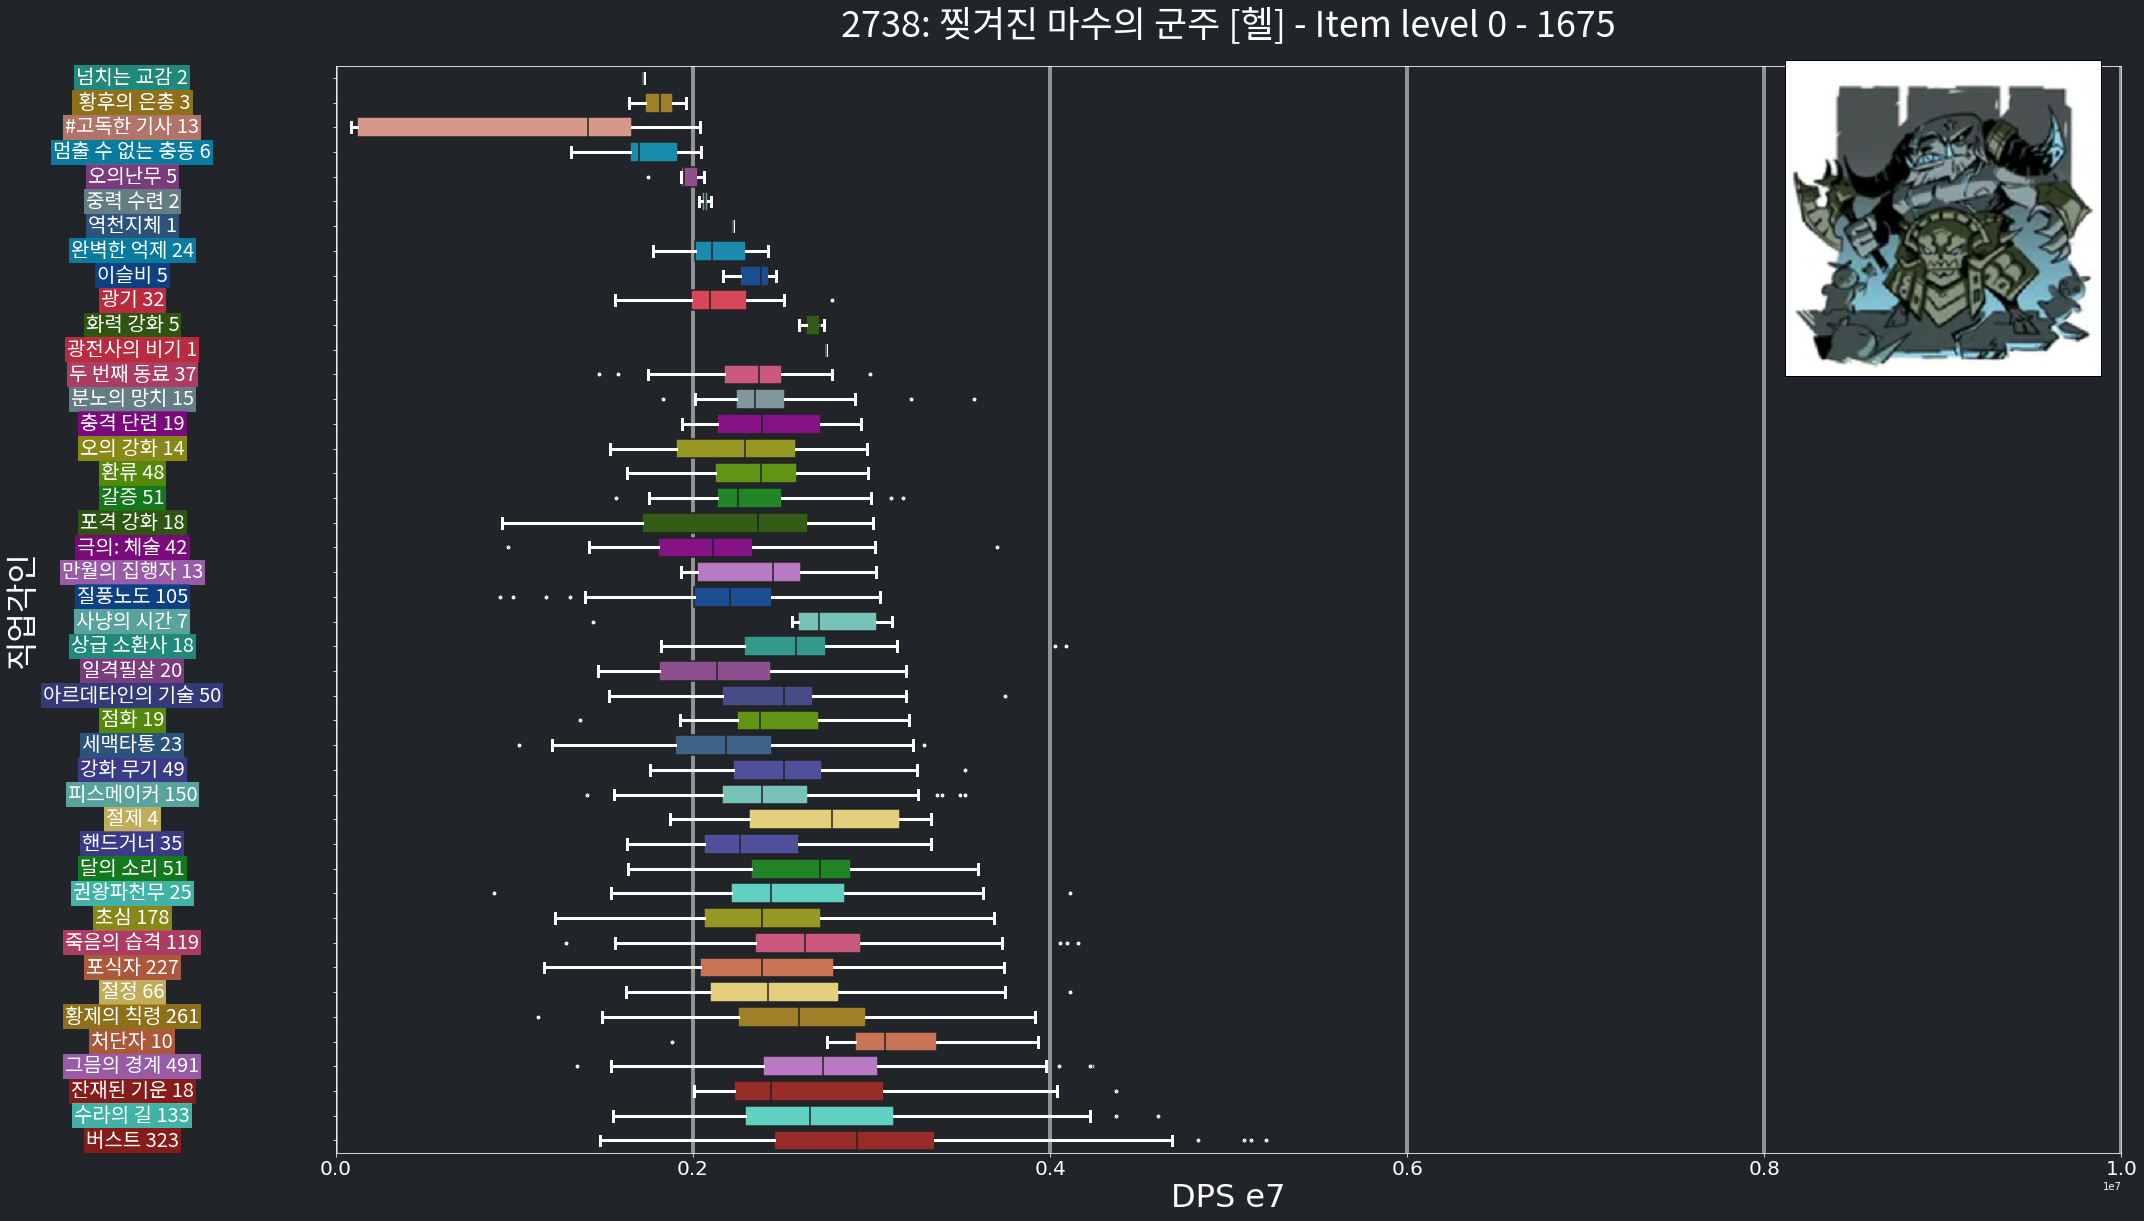 2738: 찢겨진 마수의 군주 [헬] - Item level 0 - 1675
넘치는 교감 2
황후의 은총 3
#고독한 기사 13
멈출 수 없는 충동 6
오의난무 5
중력 수련 2
역천지체 1
완벽한 억제 24
이슬비 5
광기 32
화력 강화 5
광전사의 비기 1
두 번째 동료 37
분노의 망치 15
충격 단련 19
오의 강화 14
환류 48
갈증 51
포격 강화 18
극의: 체술 42
만월의 집행자 13
질풍노도 105
사냥의 시간 7
상급 소환사 18
일격필살 20
아르데타인의 기술 50
점화 19
세맥타통 23
강화 무기 49
피스메이커 150
절제 4
핸드거너 35
달의 소리 51
권왕파천무 25
초심 178
죽음의 습격 119
포식자 227
절정 66
황제의 칙령 261
처단자 10
그믐의 경계 491
잔재된 기운 18
수라의 길 133
버스트 323
직업각인
0.0 0.2 0.4 0.6 0.8 1.0
1e7
DPS e7